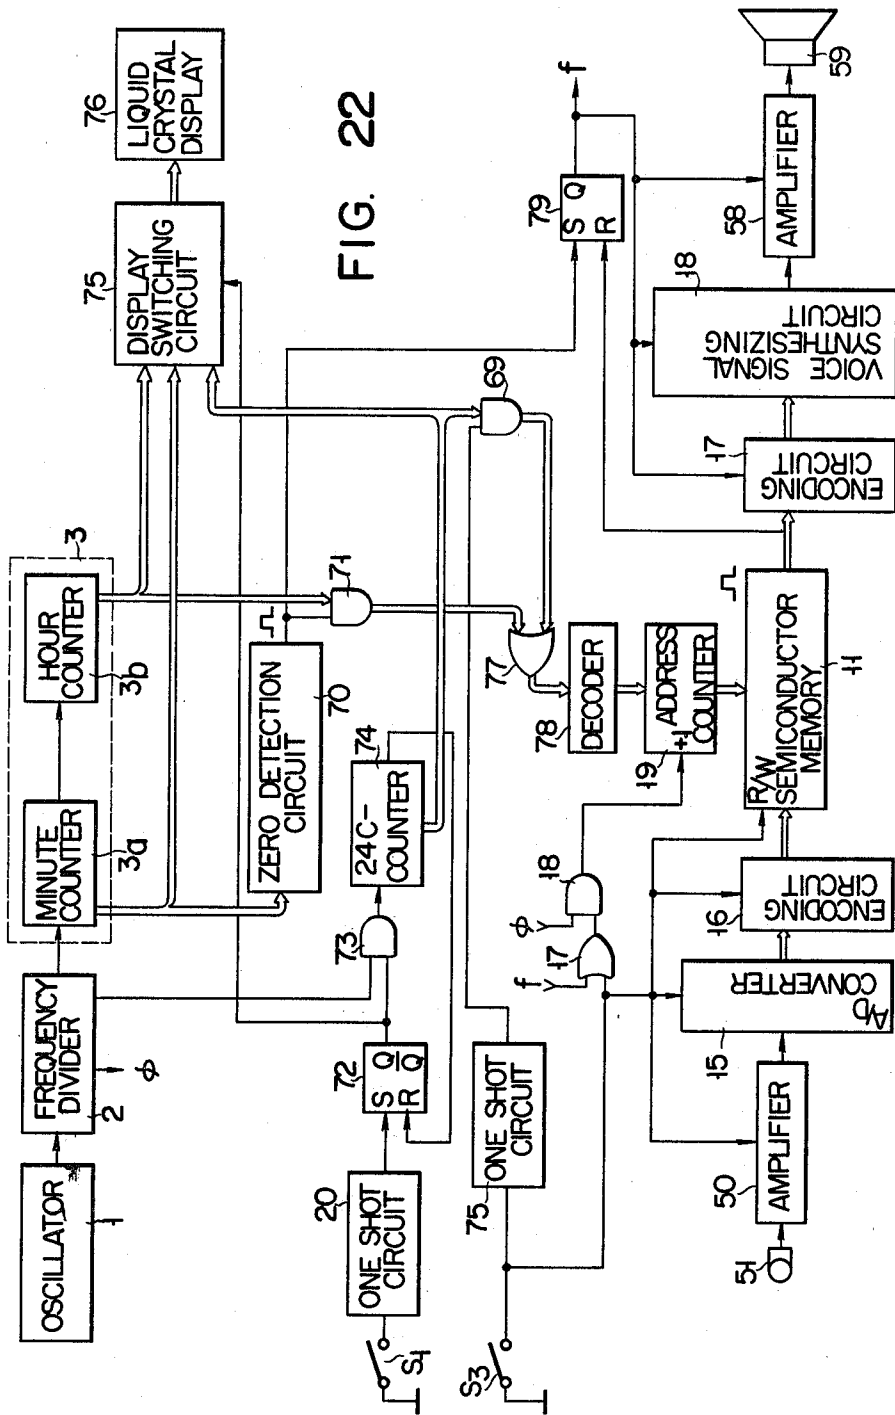 FIG. 22
OSCILLATOR
1
FREQUENCY
DIVIDER
2
φ
3
MINUTE
COUNTER
3a
HOUR
COUNTER
3b
DISPLAY
SWITCHING
CIRCUIT
75
LIQUID
CRYSTAL
DISPLAY
76
ZERO DETECTION
CIRCUIT
70
71
73
24C-
COUNTER
74
S1
ONE SHOT
CIRCUIT
20
72
S Q
R Q̅
69
77
S3
ONE SHOT
CIRCUIT
75
DECODER
78
79
S Q
R
f
f
17
φ
18
+1
ADDRESS
COUNTER
19
51
AMPLIFIER
50
A/D
CONVERTER
15
ENCODING
CIRCUIT
16
R/W
SEMICONDUCTOR
MEMORY
11
ENCODING
CIRCUIT
17
VOICE SIGNAL
SYNTHESIZING
CIRCUIT
18
AMPLIFIER
58
59